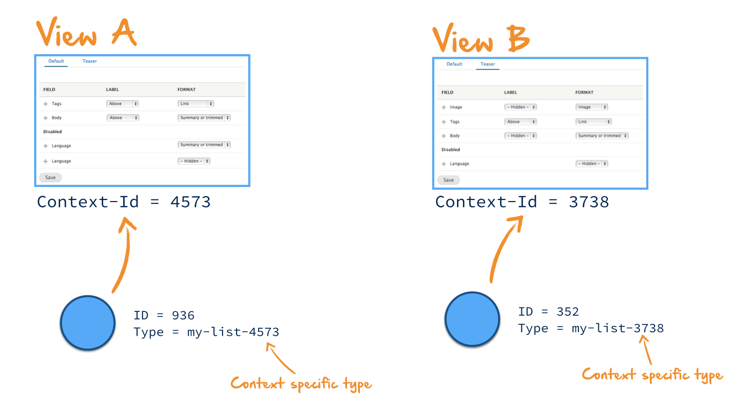 View A
Default Teaser
FIELD LABEL FORMAT
Tags Above Link
Body Above Summary or trimmed
Disabled
Language Summary or trimmed
Language - Hidden -
Save
Context-Id = 4573
ID = 936
Type = my-list-4573
Context specific type
View B
Default Teaser
FIELD LABEL FORMAT
Image - Hidden - Image
Tags Above Link
Body - Hidden - Summary or trimmed
Disabled
Language - Hidden -
Save
Context-Id = 3738
ID = 352
Type = my-list-3738
Context specific type